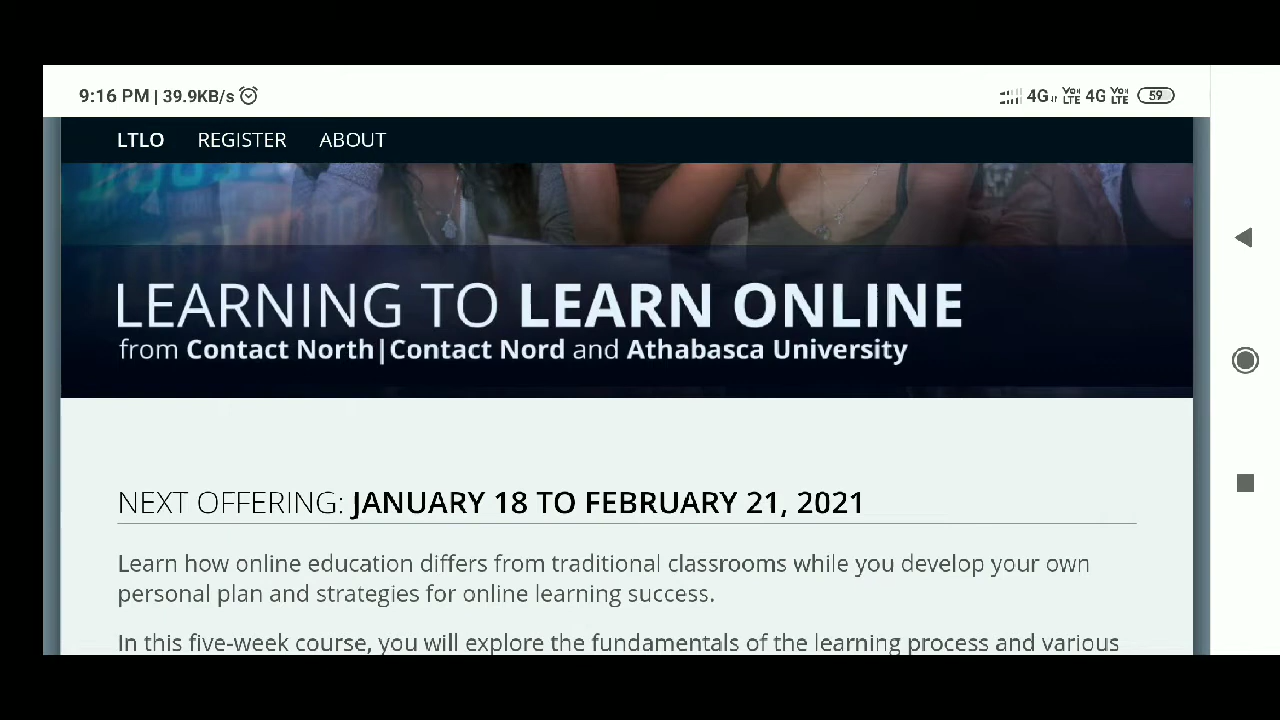 9:16 PM | 39.9KB/s
4G VoLTE 4G VoLTE 59
LTLO REGISTER ABOUT
LEARNING TO LEARN ONLINE
from Contact North|Contact Nord and Athabasca University
NEXT OFFERING: JANUARY 18 TO FEBRUARY 21, 2021
Learn how online education differs from traditional classrooms while you develop your own
personal plan and strategies for online learning success.
In this five-week course, you will explore the fundamentals of the learning process and various